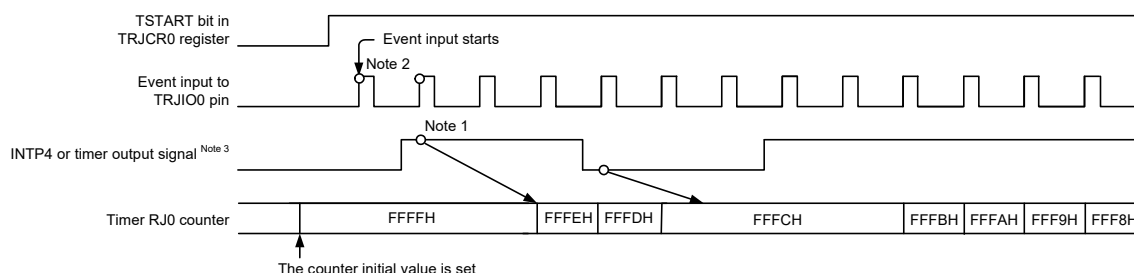 TSTART bit in
TRJCR0 register
Event input starts
Note 2
Event input to
TRJIO0 pin
Note 1
INTP4 or timer output signal Note 3
Timer RJ0 counter
FFFFH
FFFEH
FFFDH
FFFCH
FFFBH
FFFAH
FFF9H
FFF8H
The counter initial value is set